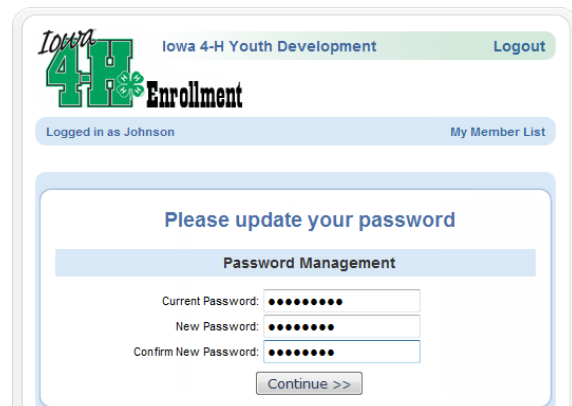 Iowa
4-H
Iowa 4-H Youth Development Logout
H H H H
Enrollment
Logged in as Johnson My Member List
Please update your password
Password Management
Current Password: ●●●●●●●●●
New Password: ●●●●●●●●
Confirm New Password: ●●●●●●●●
Continue >>